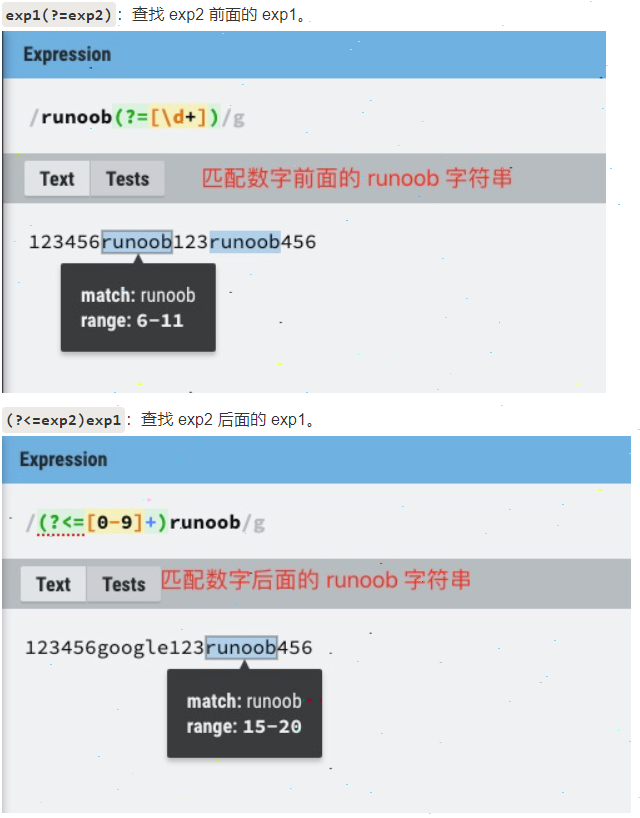 exp1(?=exp2)：查找 exp2 前面的 exp1。
Expression
/runoob(?=[\d+])/g
Text Tests 匹配数字前面的 runoob 字符串
123456runoob123runoob456
match: runoob
range: 6-11
(?<=exp2)exp1：查找 exp2 后面的 exp1。
Expression
/(?<=[0-9]+)runoob/g
Text Tests 匹配数字后面的 runoob 字符串
123456google123runoob456
match: runoob
range: 15-20